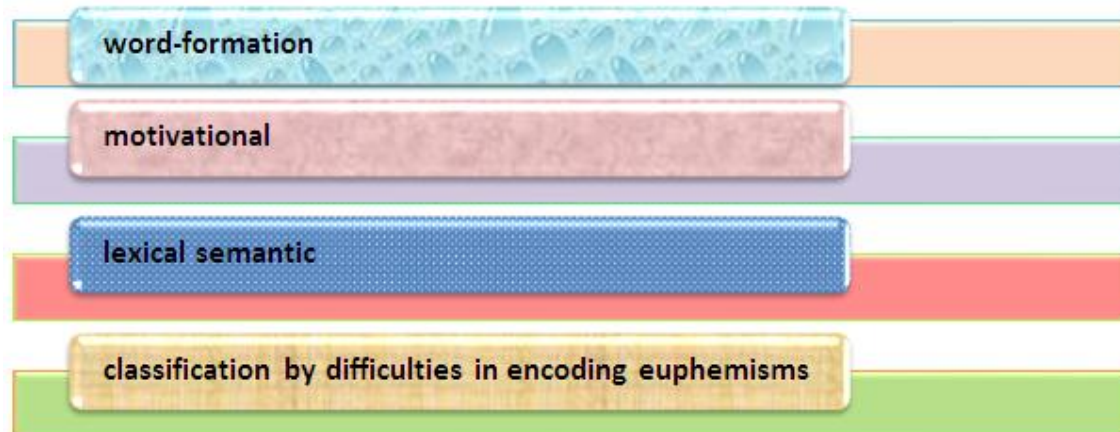 word-formation
motivational
lexical semantic
classification by difficulties in encoding euphemisms